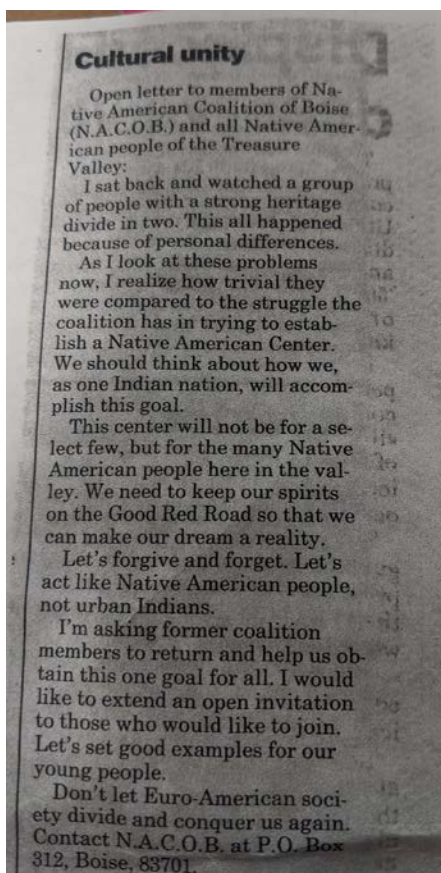 Cultural unity
Open letter to members of Na-
tive American Coalition of Boise
(N.A.C.O.B.) and all Native Amer-
ican people of the Treasure
Valley:
I sat back and watched a group
of people with a strong heritage
divide in two. This all happened
because of personal differences.
As I look at these problems
now, I realize how trivial they
were compared to the struggle the
coalition has in trying to estab-
lish a Native American Center.
We should think about how we,
as one Indian nation, will accom-
plish this goal.
This center will not be for a se-
lect few, but for the many Native
American people here in the val-
ley. We need to keep our spirits
on the Good Red Road so that we
can make our dream a reality.
Let's forgive and forget. Let's
act like Native American people,
not urban Indians.
I'm asking former coalition
members to return and help us ob-
tain this one goal for all. I would
like to extend an open invitation
to those who would like to join.
Let's set good examples for our
young people.
Don't let Euro-American soci-
ety divide and conquer us again.
Contact N.A.C.O.B. at P.O. Box
312, Boise, 83701.